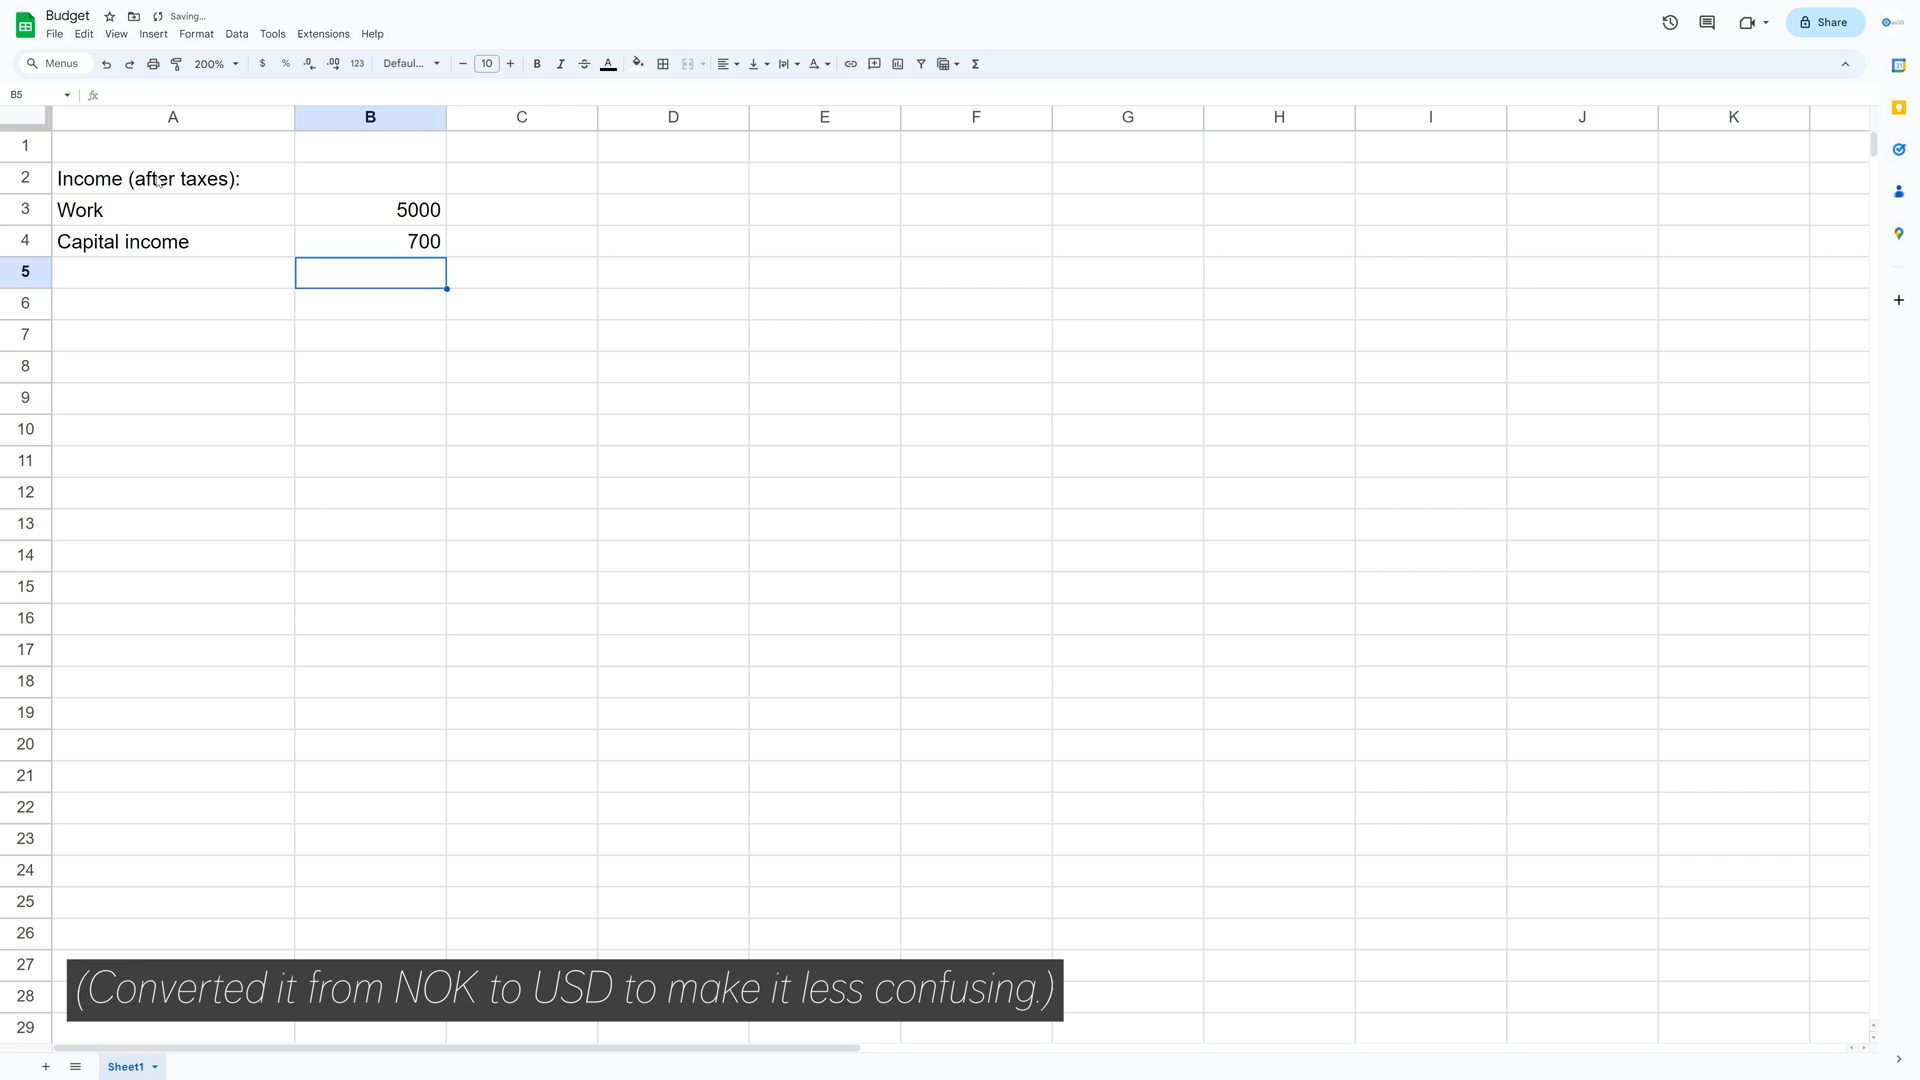 Budget
Saving...
File Edit View Insert Format Data Tools Extensions Help
Share
Menus
200%
$ % .0 .00 123
Defaul...
10
B I A
B5
fx
A B C D E F G H I J K
1
2 Income (after taxes):
3 Work 5000
4 Capital income 700
5
6
7
8
9
10
11
12
13
14
15
16
17
18
19
20
21
22
23
24
25
26
27
(Converted it from NOK to USD to make it less confusing.)
28
29
Sheet1